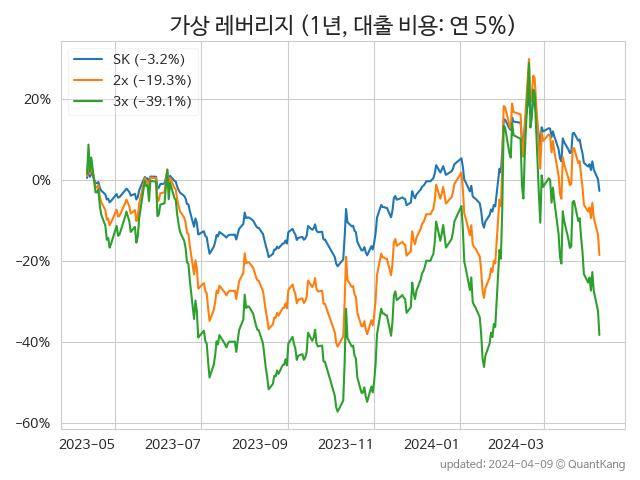 가상 레버리지 (1년, 대출 비용: 연 5%)
SK (−3.2%)
2x (−19.3%)
3x (−39.1%)
20%
0%
−20%
−40%
−60%
2023-05 2023-07 2023-09 2023-11 2024-01 2024-03
updated: 2024-04-09 © QuantKang